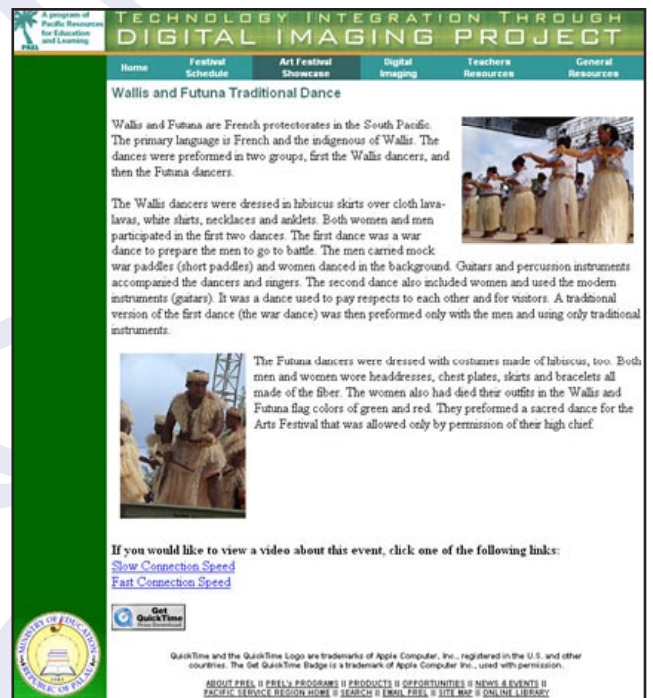 A program of
Pacific Resources
for Education
and Learning
PREL
TECHNOLOGY INTEGRATION THROUGH
DIGITAL IMAGING PROJECT
Home
Festival
Schedule
Art Festival
Showcase
Digital
Imaging
Teachers
Resources
General
Resources
Wallis and Futuna Traditional Dance
Wallis and Futuna are French protectorates in the South Pacific.
The primary language is French and the indigenous of Wallis. The
dances were preformed in two groups, first the Wallis dancers, and
then the Futuna dancers.
The Wallis dancers were dressed in hibiscus skirts over cloth lava-
lavas, white shirts, necklaces and anklets. Both women and men
participated in the first two dances. The first dance was a war
dance to prepare the men to go to battle. The men carried mock
war paddles (short paddles) and women danced in the background. Guitars and percussion instruments
accompanied the dancers and singers. The second dance also included women and used the modern
instruments (guitars). It was a dance used to pay respects to each other and for visitors. A traditional
version of the first dance (the war dance) was then preformed only with the men and using only traditional
instruments.
The Futuna dancers were dressed with costumes made of hibiscus, too. Both
men and women wore headdresses, chest plates, skirts and bracelets all
made of the fiber. The women also had died their outfits in the Wallis and
Futuna flag colors of green and red. They preformed a sacred dance for the
Arts Festival that was allowed only by permission of their high chief.
If you would like to view a video about this event, click one of the following links:
Slow Connection Speed
Fast Connection Speed
Get
QuickTime
Free Download
MINISTRY OF EDUCATION
REPUBLIC OF PALAU
QuickTime and the QuickTime Logo are trademarks of Apple Computer, Inc., registered in the U.S. and other
countries. The Get QuickTime Badge is a trademark of Apple Computer Inc., used with permission.
ABOUT PREL || PREL's PROGRAMS || PRODUCTS || OPPORTUNITIES || NEWS & EVENTS ||
PACIFIC SERVICE REGION HOME || SEARCH || EMAIL PREL || SITE MAP || ONLINE LIBRARY